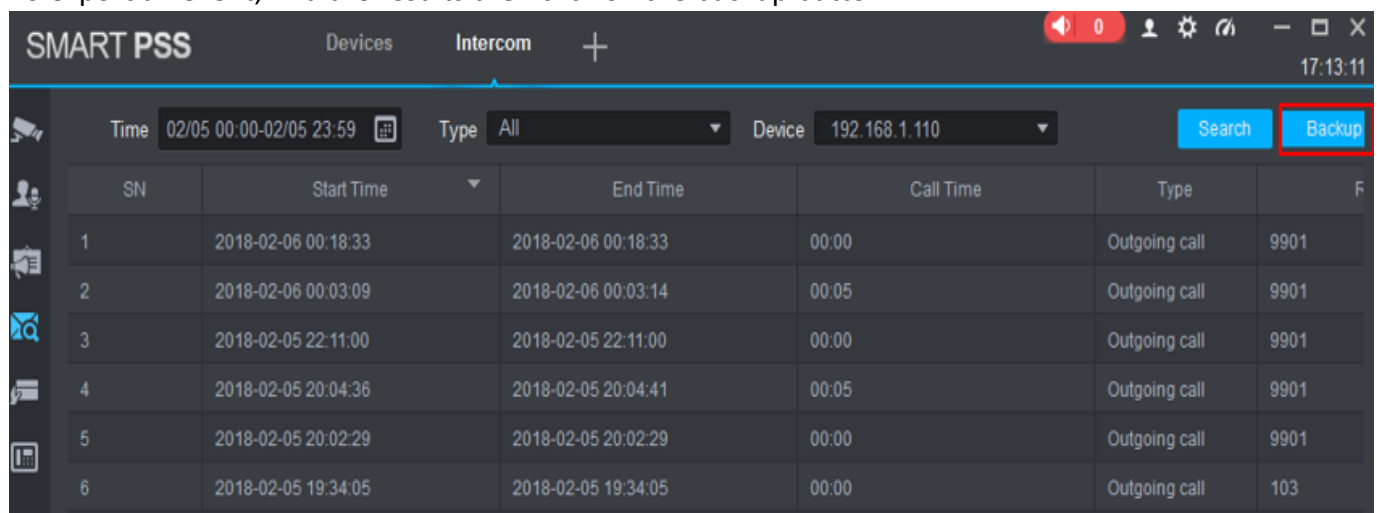 SMART PSS Devices Intercom 0
17:13:11
Time 02/05 00:00-02/05 23:59 Type All Device 192.168.1.110 Search Backup
SN Start Time End Time Call Time Type
1 2018-02-06 00:18:33 2018-02-06 00:18:33 00:00 Outgoing call 9901
2 2018-02-06 00:03:09 2018-02-06 00:03:14 00:05 Outgoing call 9901
3 2018-02-05 22:11:00 2018-02-05 22:11:00 00:00 Outgoing call 9901
4 2018-02-05 20:04:36 2018-02-05 20:04:41 00:05 Outgoing call 9901
5 2018-02-05 20:02:29 2018-02-05 20:02:29 00:00 Outgoing call 9901
6 2018-02-05 19:34:05 2018-02-05 19:34:05 00:00 Outgoing call 103